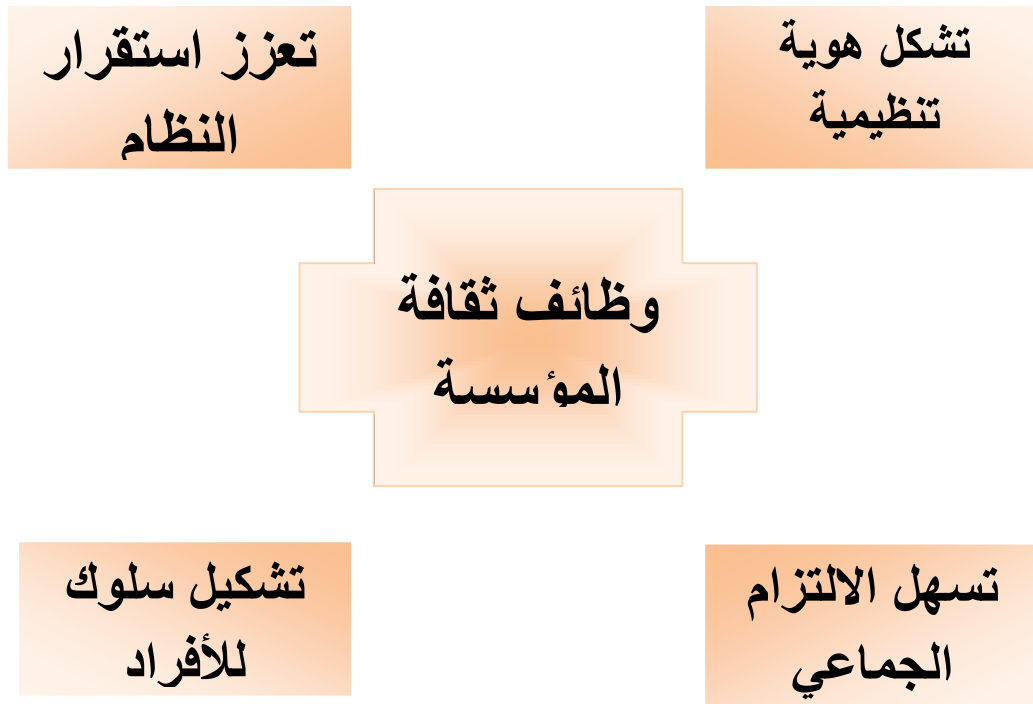 تشكل هوية
تنظيمية
تعزز استقرار
النظام
وظائف ثقافة
المؤسسة
تسهل الالتزام
الجماعي
تشكيل سلوك
للأفراد